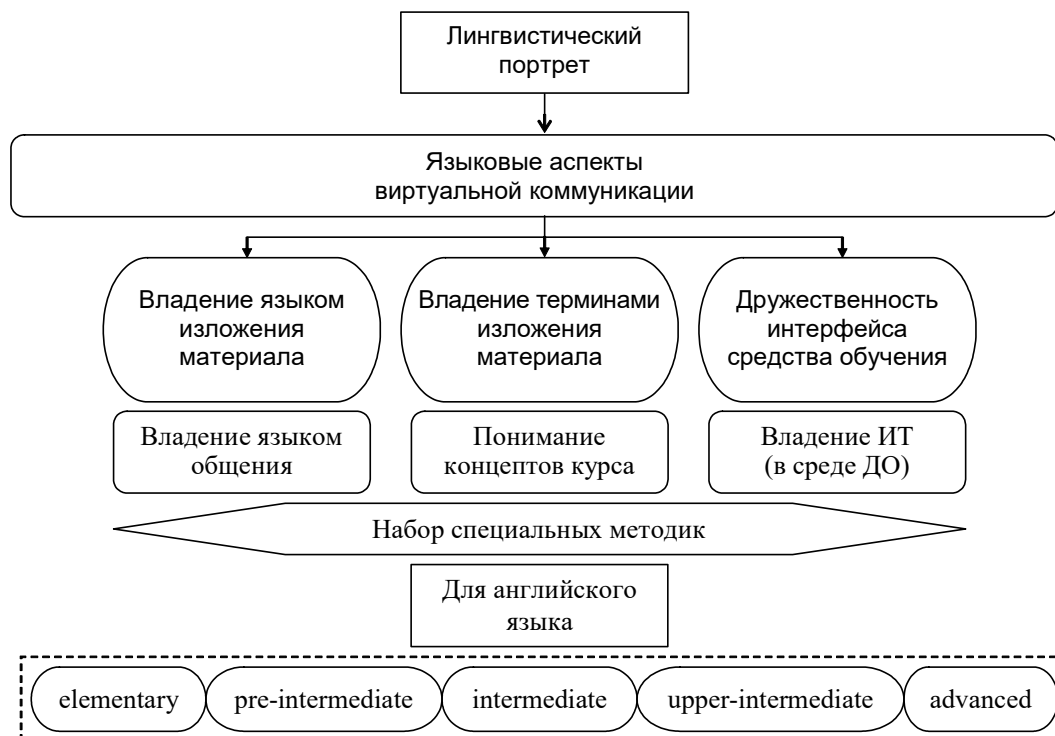 Лингвистический
портрет
Языковые аспекты
виртуальной коммуникации
Владение языком
изложения
материала
Владение терминами
изложения
материала
Дружественность
интерфейса
средства обучения
Владение языком
общения
Понимание
концептов курса
Владение ИТ
(в среде ДО)
Набор специальных методик
Для английского
языка
elementary
pre-intermediate
intermediate
upper-intermediate
advanced